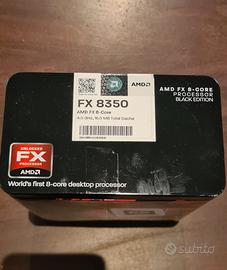 AMD
FX 8350
AMD FX 8-Core
4.0 GHz, 16.0 MB Total Cache
AMD FX 8-CORE
PROCESSOR
BLACK EDITION
UNLOCKED
FX
PROCESSOR
AMD
World's first 8-core desktop processor
subito